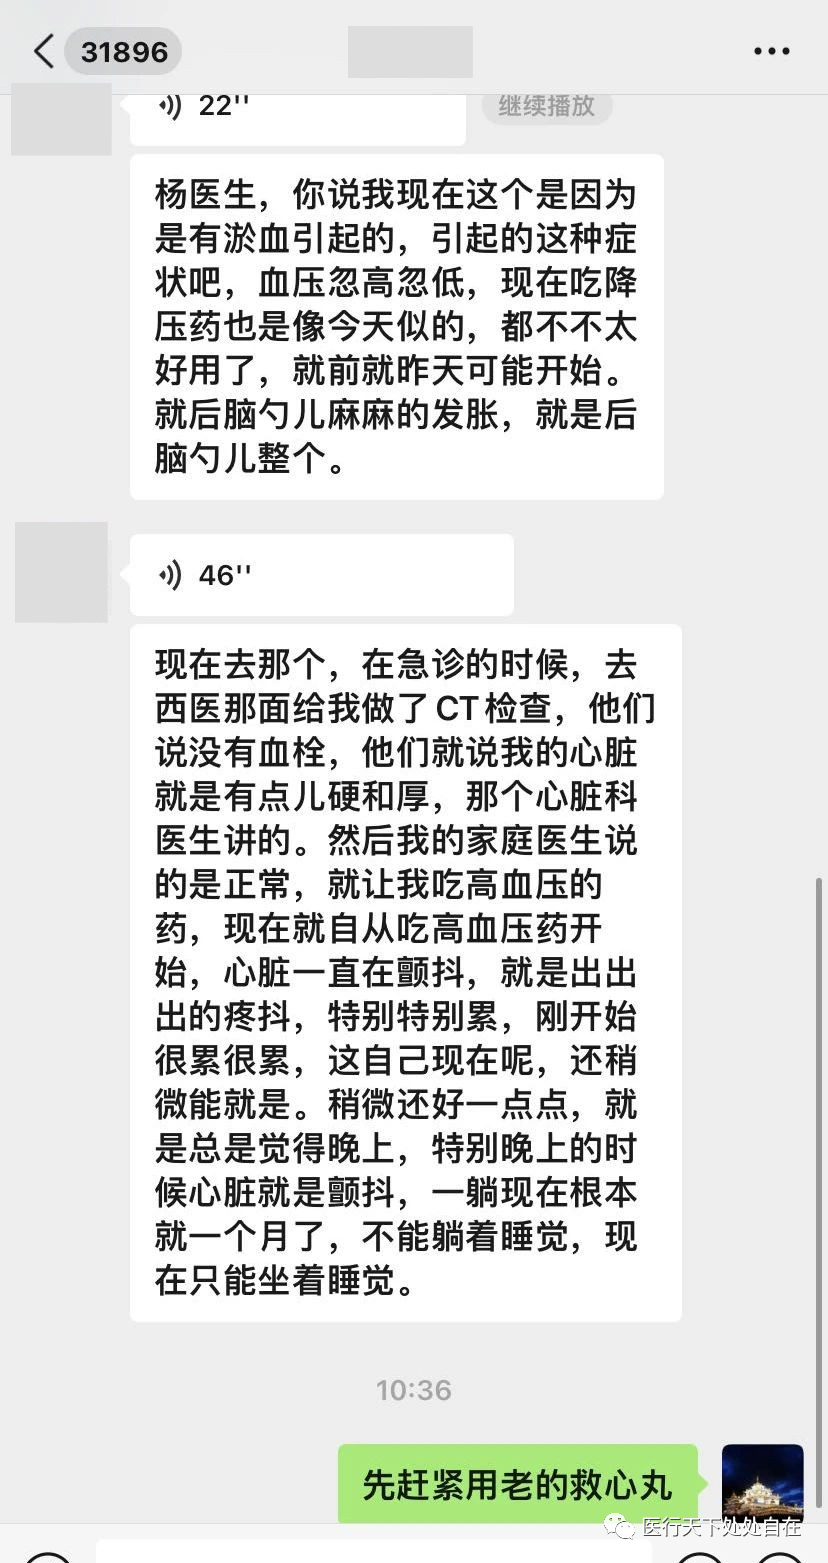 31896
22''
继续播放
杨医生，你说我现在这个是因为
是有淤血引起的，引起的这种症
状吧，血压忽高忽低，现在吃降
压药也是像今天似的，都不不太
好用了，就前就昨天可能开始。
就后脑勺儿麻麻的发胀，就是后
脑勺儿整个。
46''
现在去那个，在急诊的时候，去
西医那面给我做了CT检查，他们
说没有血栓，他们就说我的心脏
就是有点儿硬和厚，那个心脏科
医生讲的。然后我的家庭医生说
的是正常，就让我吃高血压的
药，现在就自从吃高血压药开
始，心脏一直在颤抖，就是出出
出的疼抖，特别特别累，刚开始
很累很累，这自己现在呢，还稍
微能就是。稍微还好一点点，就
是总是觉得晚上，特别晚上的时
候心脏就是颤抖，一躺现在根本
就一个月了，不能躺着睡觉，现
在只能坐着睡觉。
10:36
先赶紧用老的救心丸
医行天下处处自在